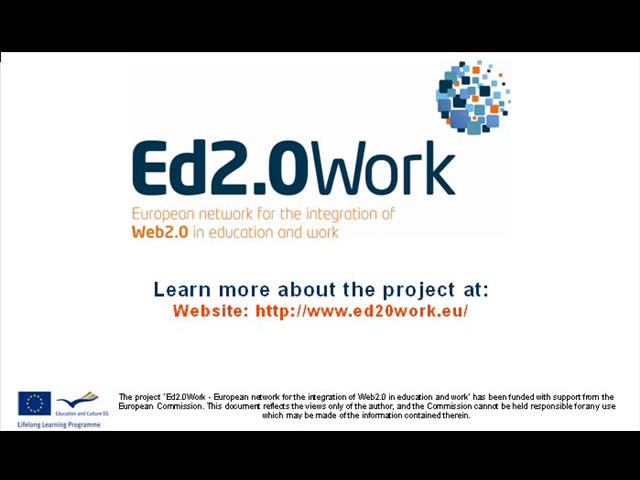 Ed2.0Work
European network for the integration of
Web2.0 in education and work
Learn more about the project at:
Website: http://www.ed20work.eu/
Education and Culture DG
Lifelong Learning Programme
The project 'Ed2.0Work - European network for the integration of Web2.0 in education and work' has been funded with support from the
European Commission. This document reflects the views only of the author, and the Commission cannot be held responsible for any use
which may be made of the information contained therein.